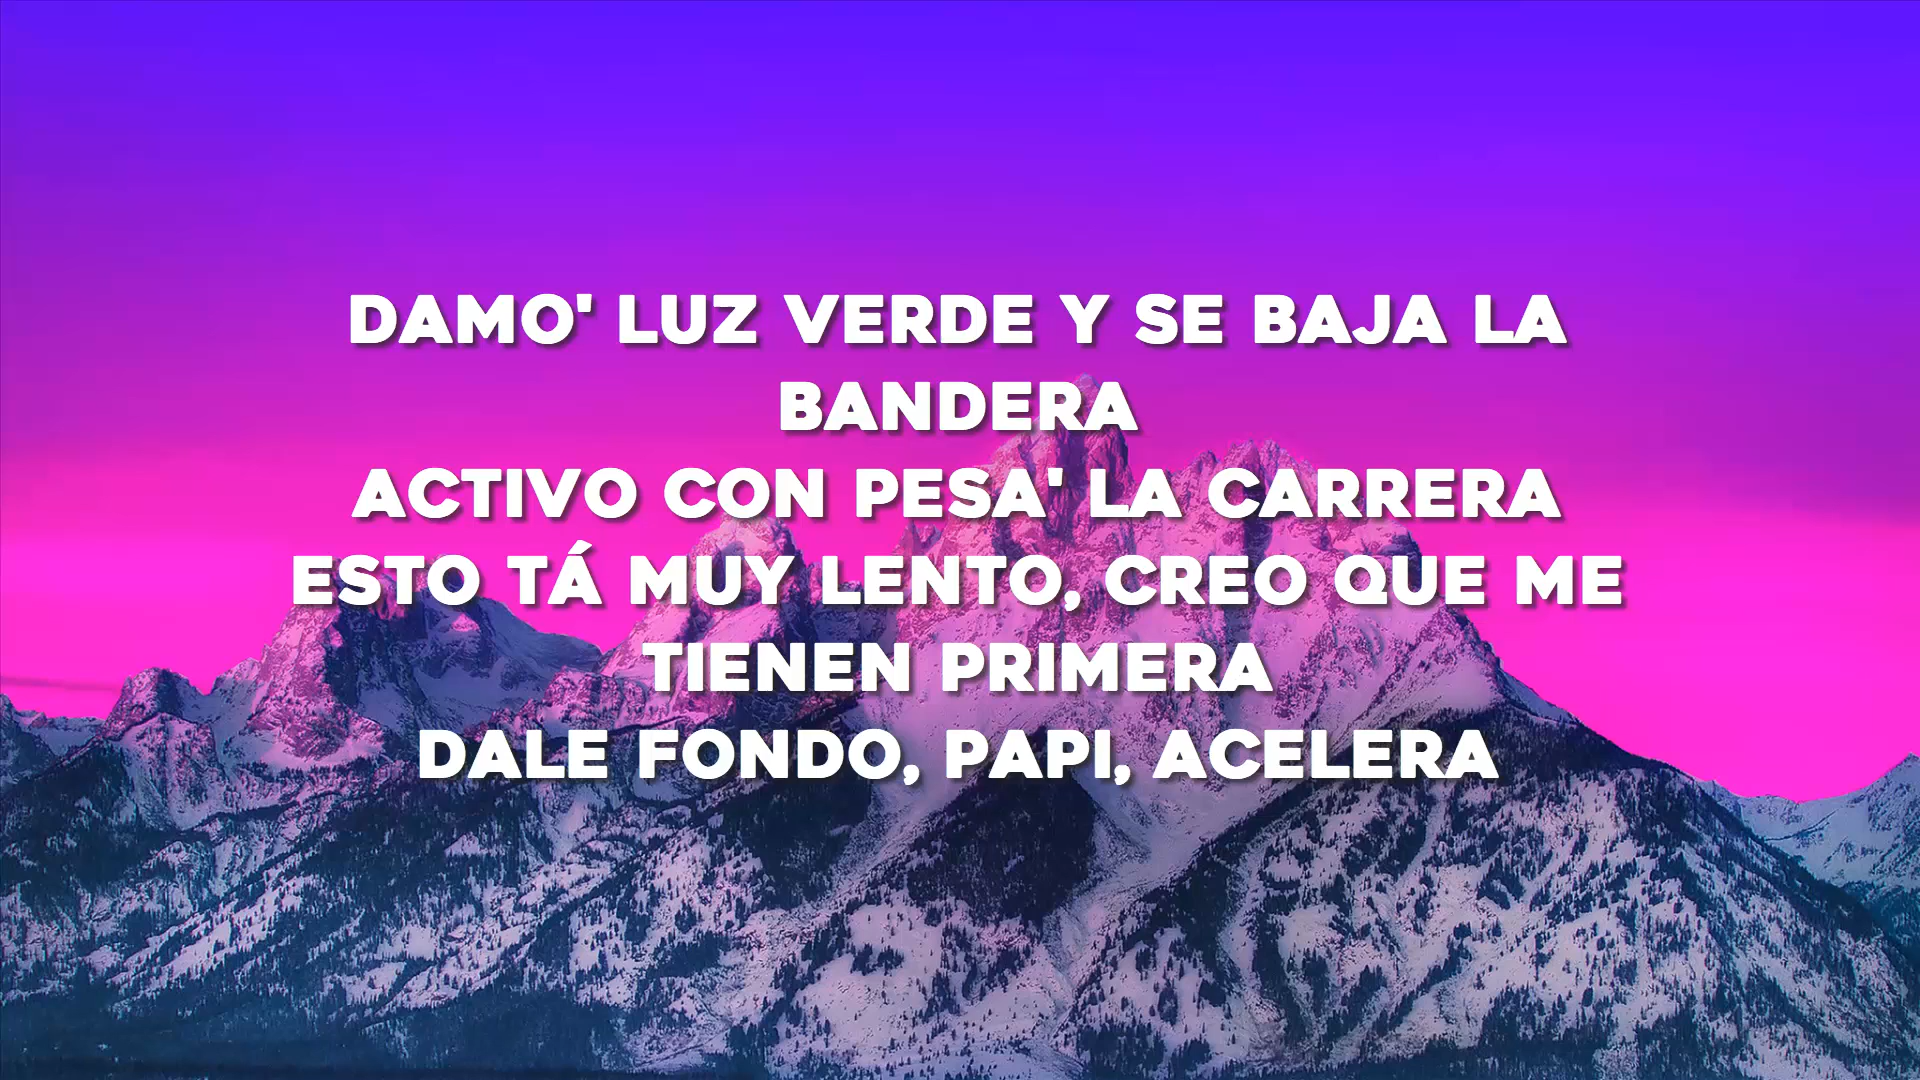 DAMO' LUZ VERDE Y SE BAJA LA
BANDERA
ACTIVO CON PESA' LA CARRERA
ESTO TÁ MUY LENTO, CREO QUE ME
TIENEN PRIMERA
DALE FONDO, PAPI, ACELERA